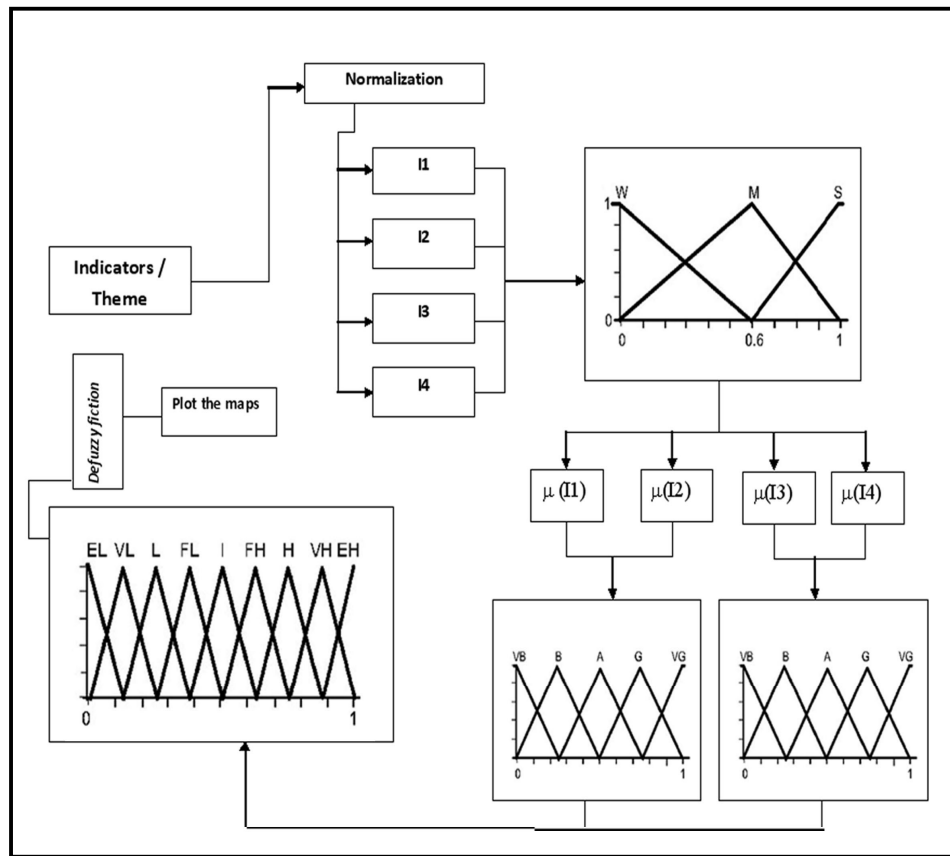 Normalization
I1
I2
I3
I4
Indicators /
Theme
W M S
1
0
0 0.6 1
Defuzzy fiction
Plot the maps
μ(I1)
μ(I2)
μ(I3)
μ(I4)
EL VL L FL I FH H VH EH
0 1
VB B A G VG
0 1
VB B A G VG
0 1